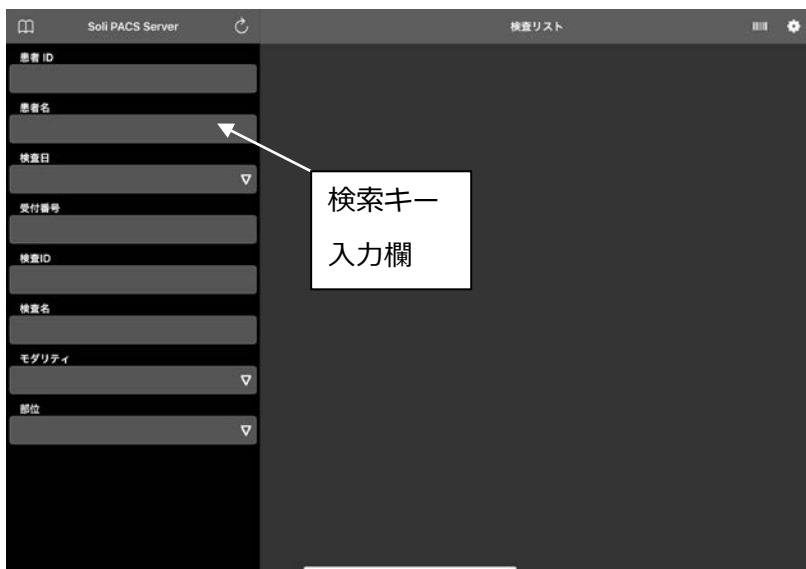 Soli PACS Server
検査リスト
患者 ID
患者名
検査日
受付番号
検査ID
検査名
モダリティ
部位
検索キー
入力欄